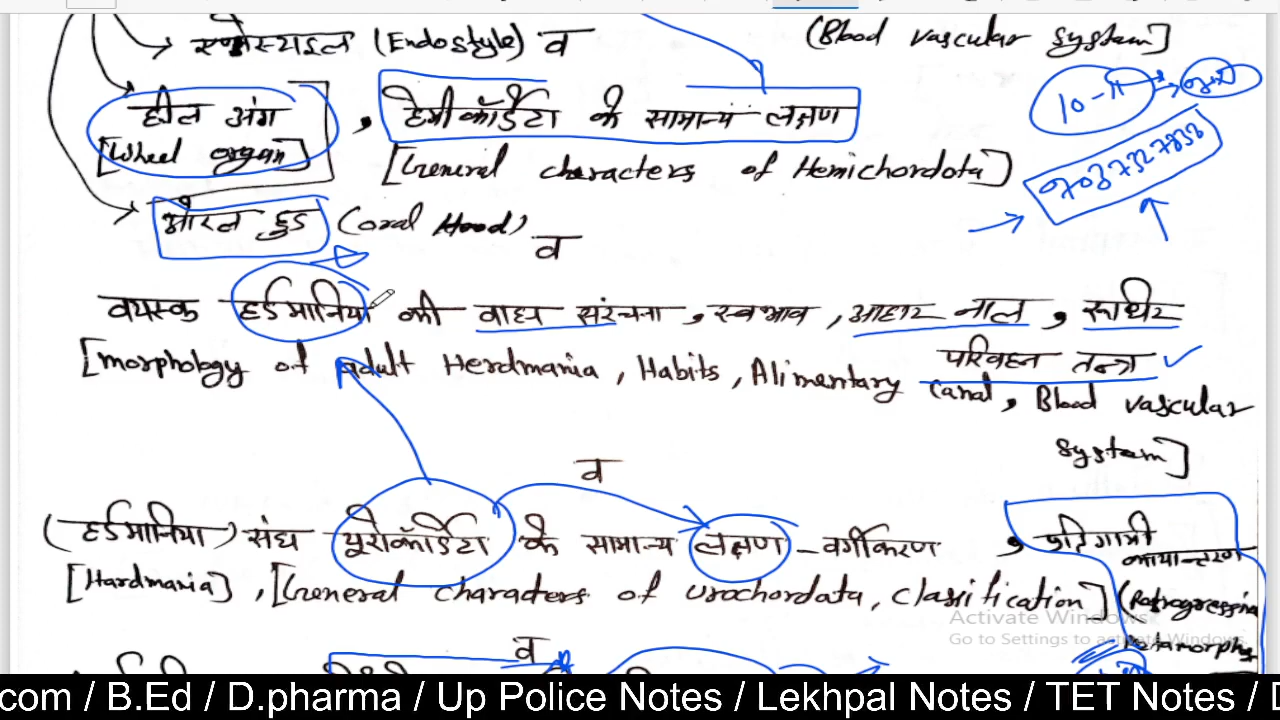 एण्डोस्टाइल (Endostyle) व
(Blood vascular system]
व्हील अंग , हेमीकॉर्डेटा के सामान्य लक्षण
10-11
[Wheel organ] [General characters of Hemichordata]
ओरल हुड (Oral Hood)
व
वयस्क हर्डमानिया की वाह्य संरचना , स्वभाव , आहार नाल , रूधिर
परिवहन तन्त्र
[morphology of adult Herdmania , Habits , Alimentary Canal , Blood vascular
system]
व
(हर्डमानिया) संघ यूरोकॉर्डेटा के सामान्य लक्षण - वर्गीकरण , प्रतिगामी
कायान्तरण
[Hardmania] , [General characters of urochordata, classification] (Retrogressive
metamorphs
व
Activate Windows
Go to Settings to activate Windows.
com / B.Ed / D.pharma / Up Police Notes / Lekhpal Notes / TET Notes / D